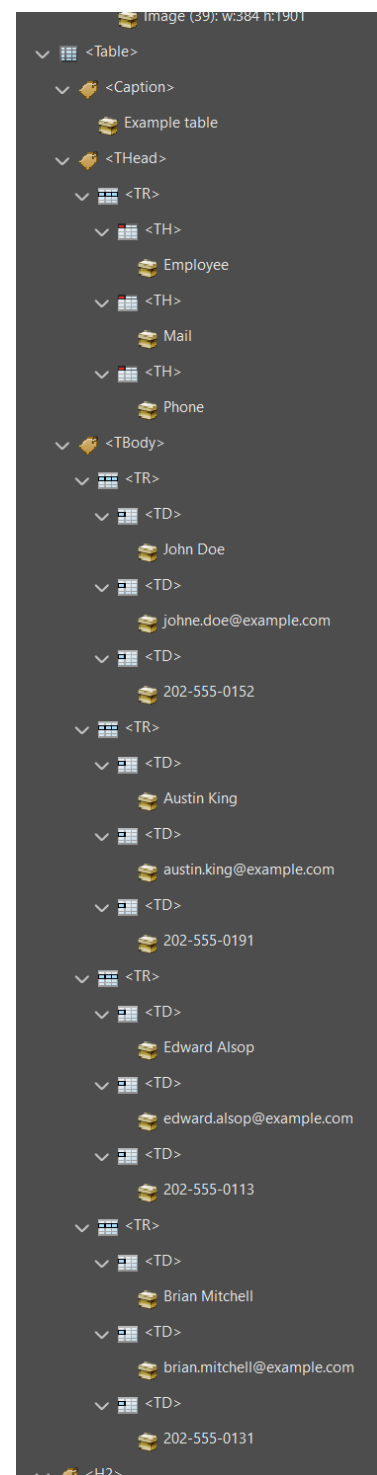 Image (39): w:384 h:1901
<Table>
<Caption>
Example table
<THead>
<TR>
<TH>
Employee
<TH>
Mail
<TH>
Phone
<TBody>
<TR>
<TD>
John Doe
<TD>
johne.doe@example.com
<TD>
202-555-0152
<TR>
<TD>
Austin King
<TD>
austin.king@example.com
<TD>
202-555-0191
<TR>
<TD>
Edward Alsop
<TD>
edward.alsop@example.com
<TD>
202-555-0113
<TR>
<TD>
Brian Mitchell
<TD>
brian.mitchell@example.com
<TD>
202-555-0131
<H2>